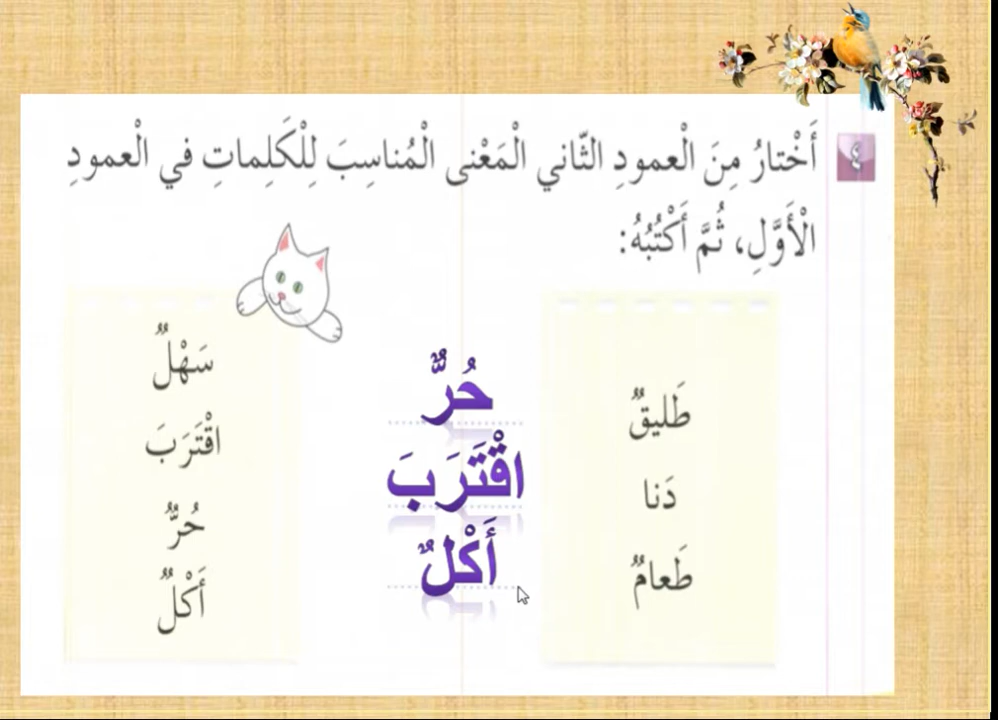 ٤ أَخْتارُ مِنَ الْعمودِ الثّاني الْمَعْنى الْمُناسِبَ لِلْكَلِماتِ في الْعمودِ
الْأَوَّلِ، ثُمَّ أَكْتُبُهُ:
طَليقٌ
دَنا
طَعامٌ
حُرٌّ
اقْتَرَبَ
أَكْلٌ
سَهْلٌ
اقْتَرَبَ
حُرٌّ
أَكْلٌ